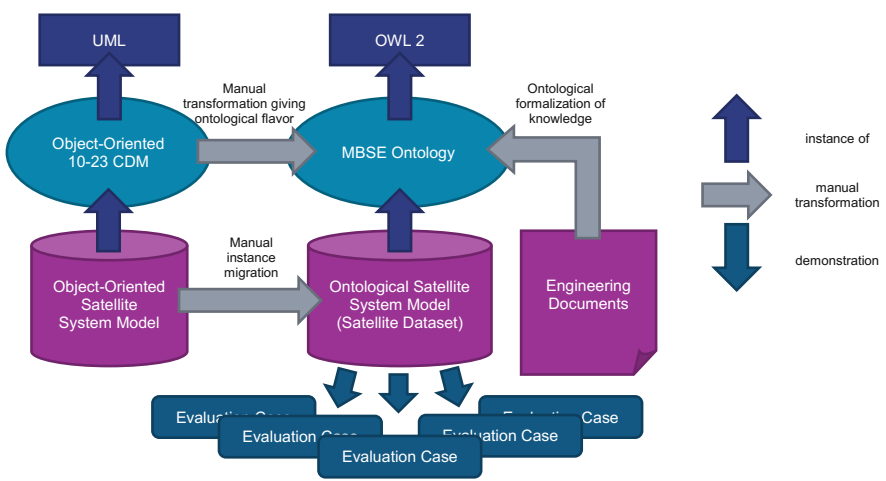 UML
OWL 2
Manual
transformation giving
ontological flavor
Ontological
formalization of
knowledge
Object-Oriented
10-23 CDM
MBSE Ontology
instance of
manual
transformation
demonstration
Manual
instance
migration
Object-Oriented
Satellite
System Model
Ontological Satellite
System Model
(Satellite Dataset)
Engineering
Documents
Evaluation Case
Evaluation Case
Evaluation Case
Evaluation Case
Evaluation Case